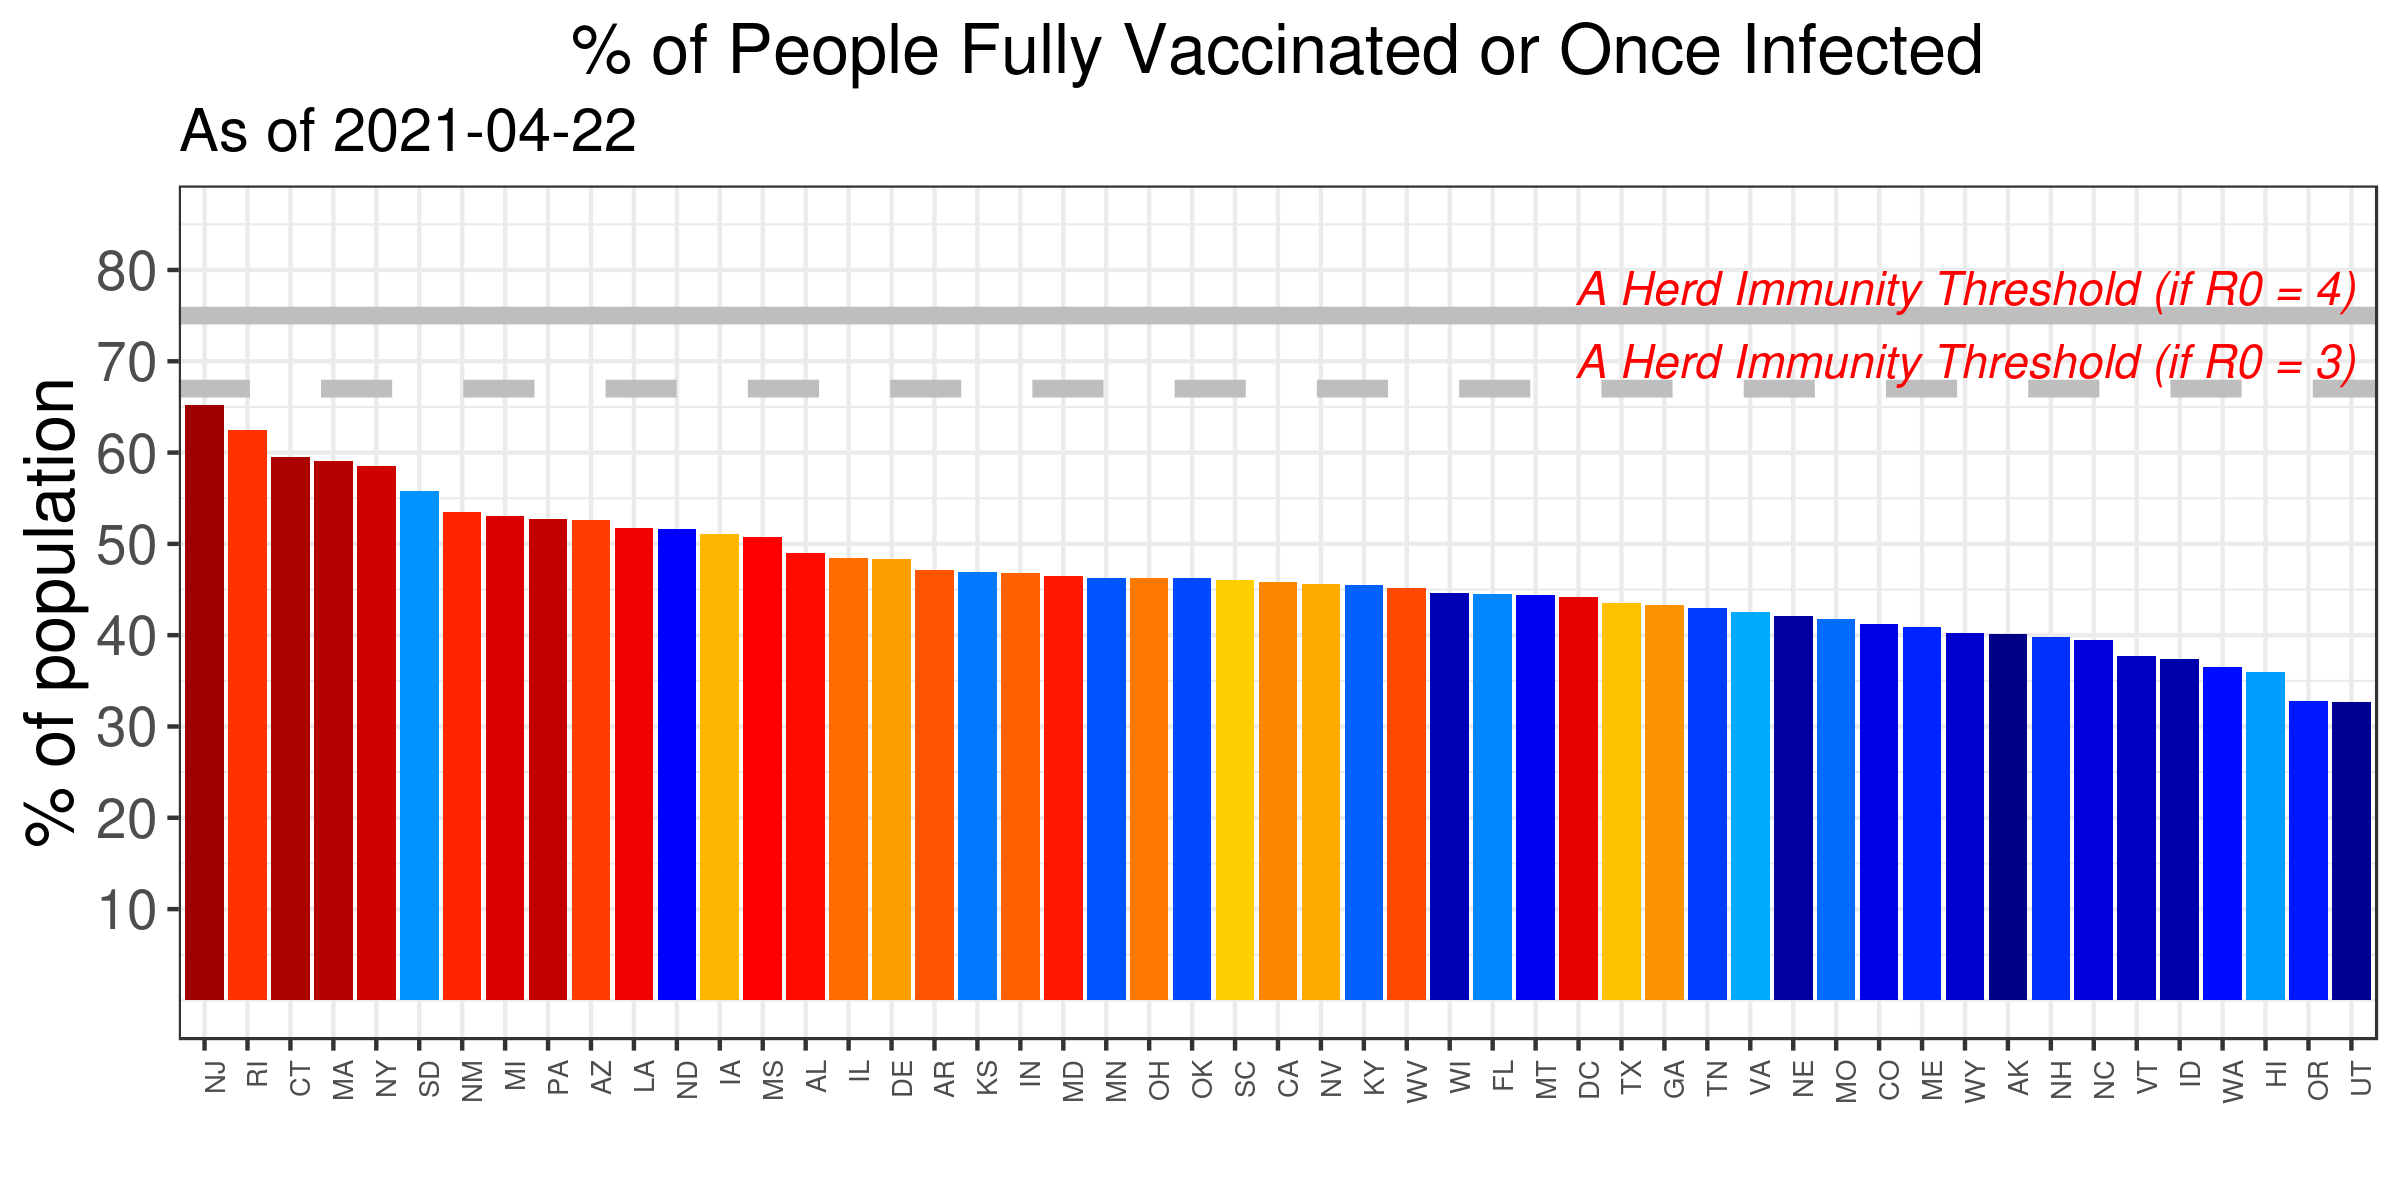 % of People Fully Vaccinated or Once Infected
As of 2021-04-22
% of population
80
70
60
50
40
30
20
10
A Herd Immunity Threshold (if R0 = 4)
A Herd Immunity Threshold (if R0 = 3)
NJ RI CT MA NY SD NM MI PA AZ LA ND IA MS AL IL DE AR KS IN MD MN OH OK SC CA NV KY WV WI FL MT DC TX GA TN VA NE MO CO ME WY AK NH NC VT ID WA HI OR UT